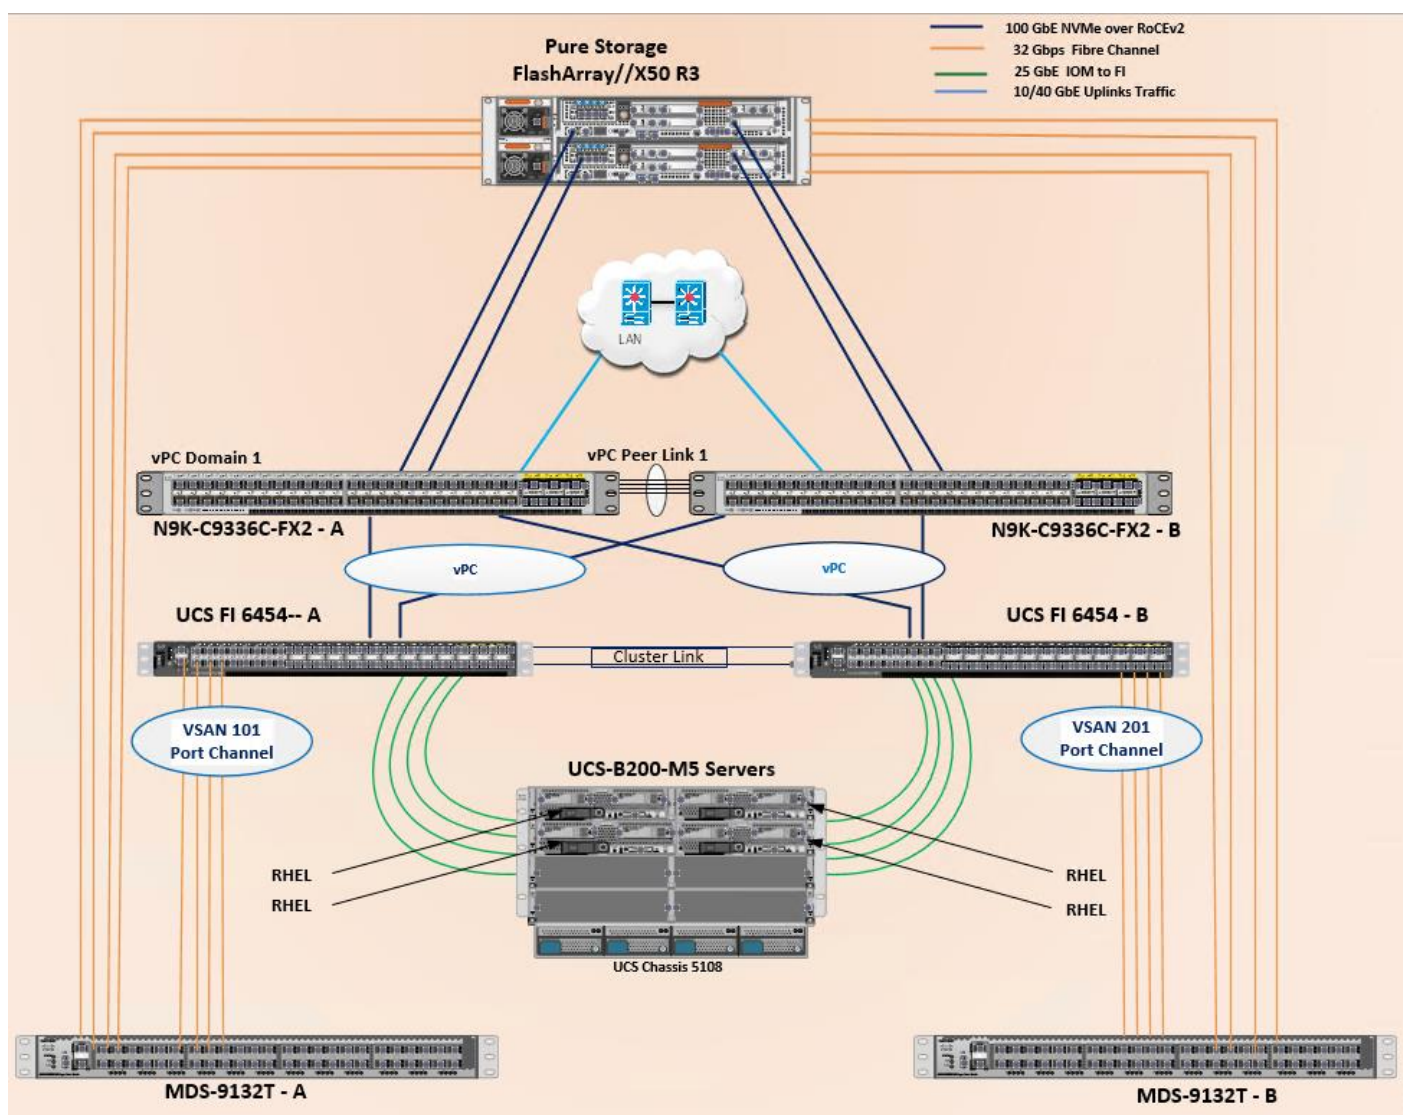 100 GbE NVMe over RoCEv2
32 Gbps Fibre Channel
25 GbE IOM to FI
10/40 GbE Uplinks Traffic
Pure Storage
FlashArray//X50 R3
LAN
vPC Domain 1
vPC Peer Link 1
N9K-C9336C-FX2 - A
N9K-C9336C-FX2 - B
vPC
vPC
UCS FI 6454-- A
UCS FI 6454 - B
Cluster Link
VSAN 101
Port Channel
VSAN 201
Port Channel
UCS-B200-M5 Servers
RHEL
RHEL
RHEL
RHEL
UCS Chassis 5108
MDS-9132T - A
MDS-9132T - B